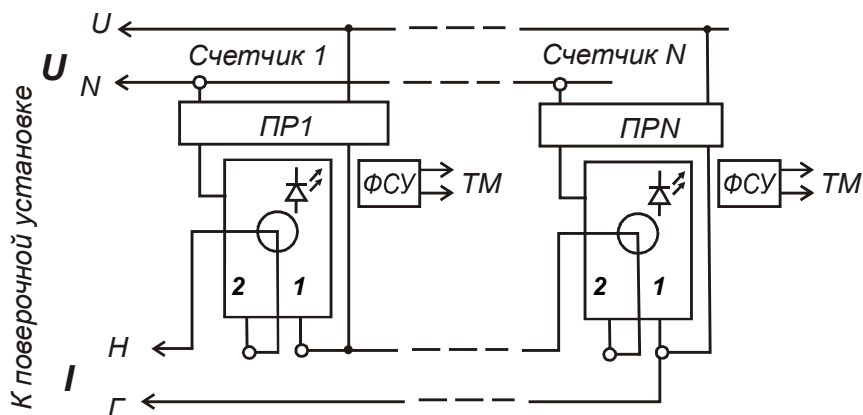 U
Счетчик 1
Счетчик N
U
N
ПР1
ПРN
ФСУ
ТМ
ФСУ
ТМ
2
1
2
1
Н
I
Г
К поверочной установке